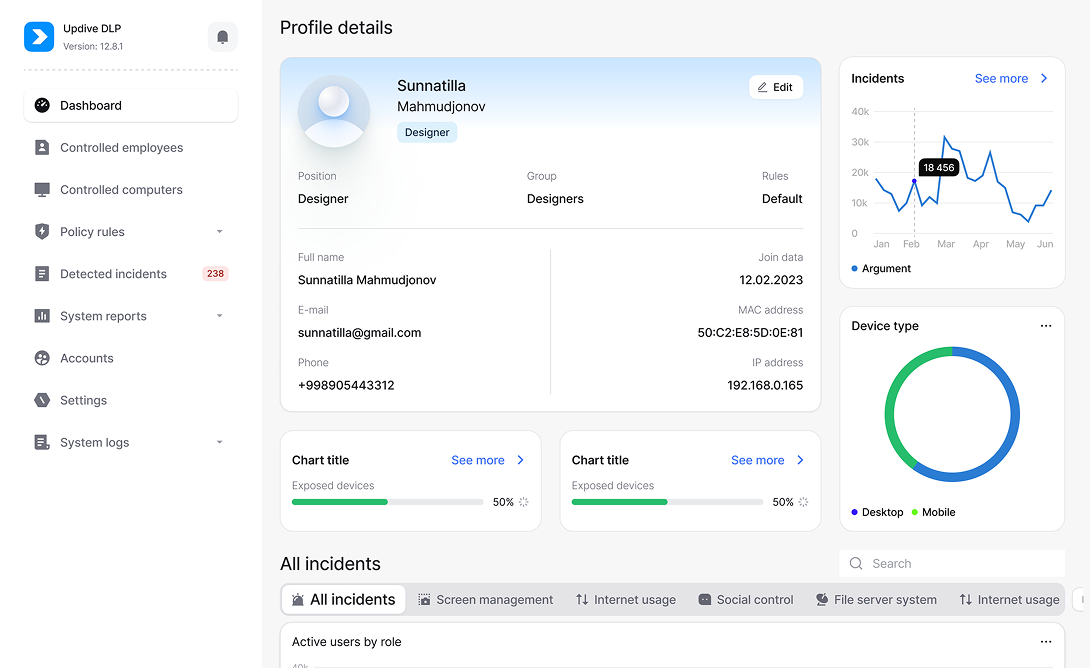 Updive DLP
Version: 12.8.1
Dashboard
Controlled employees
Controlled computers
Policy rules
Detected incidents 238
System reports
Accounts
Settings
System logs
Profile details
Sunnatilla
Mahmudjonov
Designer
Edit
Position Group Rules
Designer Designers Default
Full name Join data
Sunnatilla Mahmudjonov 12.02.2023
E-mail MAC address
sunnatilla@gmail.com 50:C2:E8:5D:0E:81
Phone IP address
+998905443312 192.168.0.165
Chart title See more
Exposed devices
50%
Chart title See more
Exposed devices
50%
Incidents See more
40k
30k
20k
10k
0
18 456
Jan Feb Mar Apr May Jun
Argument
Device type
Desktop Mobile
All incidents
Search
All incidents Screen management Internet usage Social control File server system Internet usage
Active users by role
40k